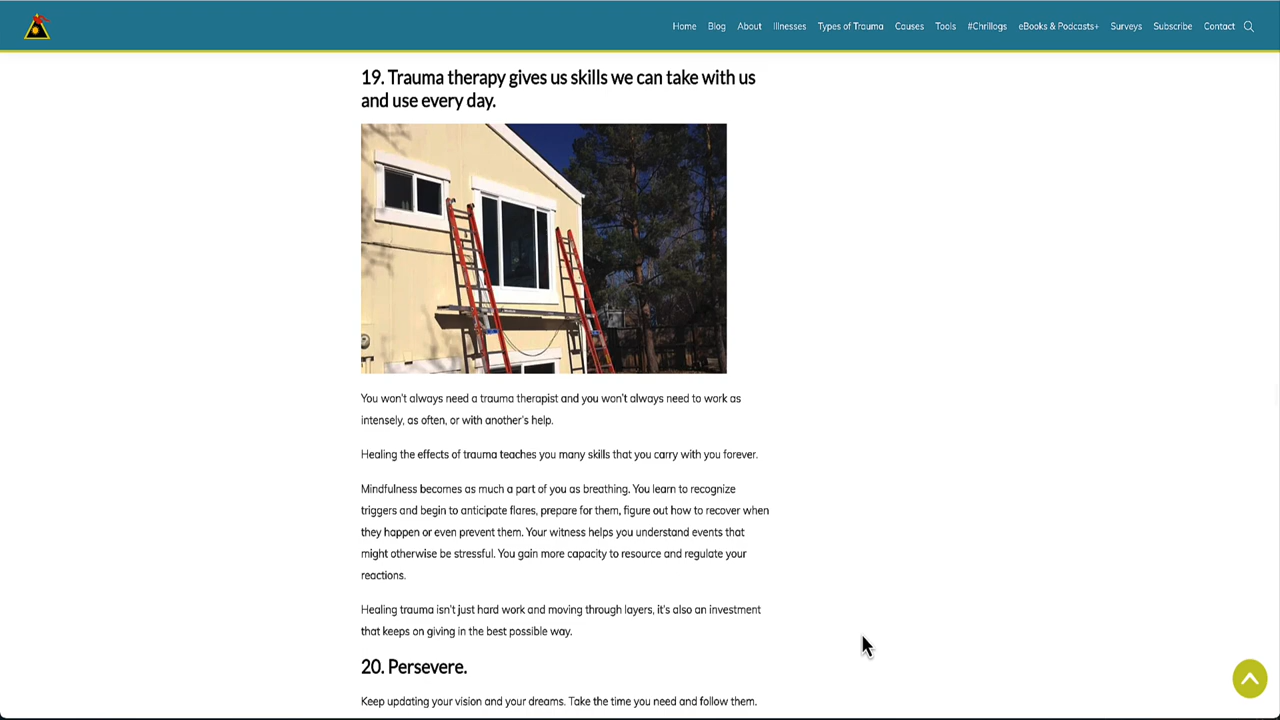 Home Blog About Illnesses Types of Trauma Causes Tools #Chrillogs eBooks & Podcasts+ Surveys Subscribe Contact
19. Trauma therapy gives us skills we can take with us
and use every day.
You won't always need a trauma therapist and you won't always need to work as
intensely, as often, or with another's help.
Healing the effects of trauma teaches you many skills that you carry with you forever.
Mindfulness becomes as much a part of you as breathing. You learn to recognize
triggers and begin to anticipate flares, prepare for them, figure out how to recover when
they happen or even prevent them. Your witness helps you understand events that
might otherwise be stressful. You gain more capacity to resource and regulate your
reactions.
Healing trauma isn't just hard work and moving through layers, it's also an investment
that keeps on giving in the best possible way.
20. Persevere.
Keep updating your vision and your dreams. Take the time you need and follow them.